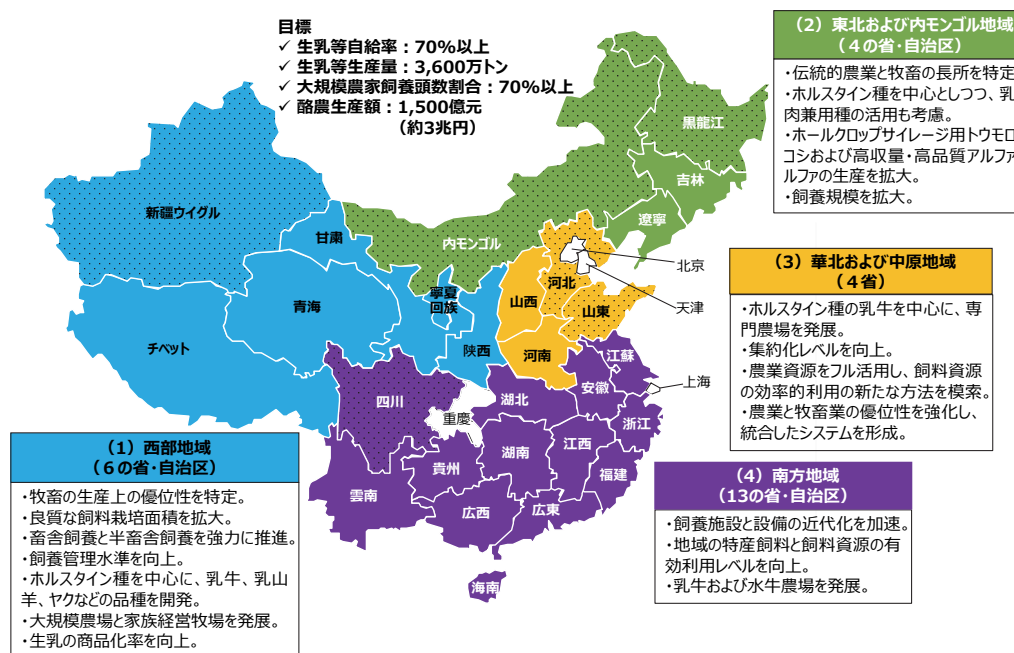 目標
✓ 生乳等自給率：70%以上
✓ 生乳等生産量：3,600万トン
✓ 大規模農家飼養頭数割合：70%以上
✓ 酪農生産額：1,500億元
（約3兆円）
（2）東北および内モンゴル地域
（4の省・自治区）
・伝統的農業と牧畜の長所を特定
・ホルスタイン種を中心としつつ、乳
肉兼用種の活用も考慮。
・ホールクロップサイレージ用トウモロ
コシおよび高収量・高品質アルファ
ルファの生産を拡大。
・飼養規模を拡大。
黒龍江
吉林
遼寧
内モンゴル
新疆ウイグル
甘粛
青海
チベット
寧夏
回族
陝西
山西
河北
山東
河南
北京
天津
（3）華北および中原地域
（4省）
・ホルスタイン種の乳牛を中心に、専
門農場を発展。
・集約化レベルを向上。
・農業資源をフル活用し、飼料資源
の効率的利用の新たな方法を模索。
・農業と牧畜業の優位性を強化し、
統合したシステムを形成。
江蘇
安徽
上海
湖北
浙江
四川
重慶
湖南
江西
福建
貴州
雲南
広西
広東
海南
（1）西部地域
（6の省・自治区）
・牧畜の生産上の優位性を特定。
・良質な飼料栽培面積を拡大。
・畜舎飼養と半畜舎飼養を強力に推進。
・飼養管理水準を向上。
・ホルスタイン種を中心に、乳牛、乳山
羊、ヤクなどの品種を開発。
・大規模農場と家族経営牧場を発展。
・生乳の商品化率を向上。
（4）南方地域
（13の省・自治区）
・飼養施設と設備の近代化を加速。
・地域の特産飼料と飼料資源の有
効利用レベルを向上。
・乳牛および水牛農場を発展。